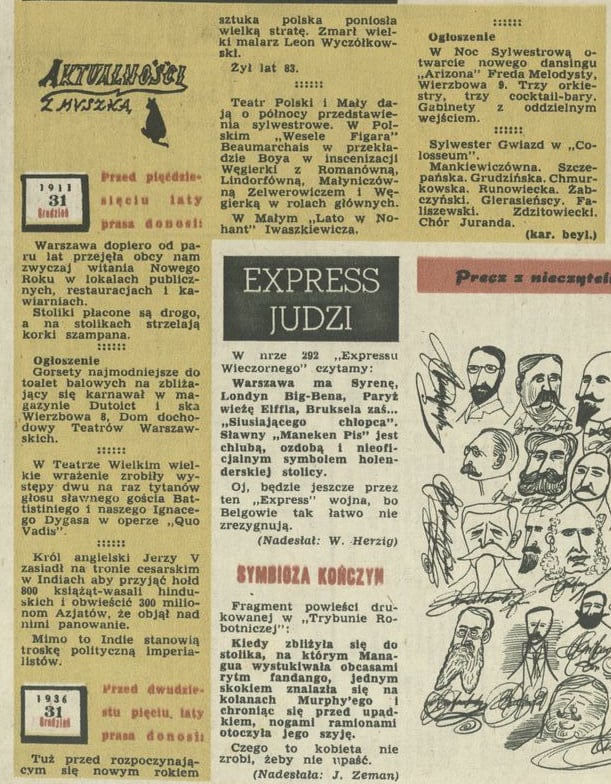 AKTUALNOŚCI
Z MYSZKĄ
1911
31
Grudzień
Przed pięćdzie-
sięciu laty
prasa donosi:
Warszawa dopiero od pa-
ru lat przejęła obcy nam
zwyczaj witania Nowego
Roku w lokalach publicz-
nych, restauracjach i ka-
wiarniach.
Stoliki płacone są drogo,
a na stolikach strzelają
korki szampana.
Ogłoszenie
Gorsety najmodniejsze do
toalet balowych na zbliża-
jący się karnawał w ma-
gazynie Dutoict i ska
Wierzbowa 8, Dom docho-
dowy Teatrów Warszaw-
skich.
W Teatrze Wielkim wiel-
kie wrażenie zrobiły wy-
stępy dwu na raz tytanów
głosu sławnego gościa Bat-
tistiniego i naszego Ignace-
go Dygasa w operze „Quo
Vadis".
Król angielski Jerzy V
zasiadł na tronie cesarskim
w Indiach aby przyjąć hołd
800 książąt-wasali hindu-
skich i obwieścić 300 milio-
nom Azjatów, że objął nad
nimi panowanie.
Mimo to Indie stanowią
troskę polityczną imperia-
listów.
1936
31
Grudzień
Przed dwudzie-
stu pięciu laty
prasa donosi:
Tuż przed rozpoczynają-
cym się nowym rokiem
sztuka polska poniosła
wielką stratę. Zmarł wiel-
ki malarz Leon Wyczółkow-
ski.
Żył lat 83.
Teatr Polski i Mały da-
ją o północy przedstawie-
nia sylwestrowe. W Pol-
skim „Wesele Figara"
Beaumarchais w przekła-
dzie Boya w inscenizacji
Węgierki z Romanówną,
Lindorfówną, Małyniczów-
ną Zelwerowiczem i Wę-
gierką w rolach głównych.
W Małym „Lato w No-
hant" Iwaszkiewicza.
Ogłoszenie
W Noc Sylwestrową o-
twarcie nowego dansingu
„Arizona" Freda Melodysty,
Wierzbowa 9. Trzy orkie-
stry, trzy cocktail-bary.
Gabinety z oddzielnym
wejściem.
Sylwester Gwiazd w „Co-
losseum".
Mankiewiczówna. Szcze-
pańska. Grudzińska. Chmur-
kowska. Runowiecka. Żab-
czyński. Gierasieńscy. Fa-
liszewski. Zdzitowiecki.
Chór Juranda.
(kar. beyl.)
EXPRESS
JUDZI
W nrze 292 „Expressu
Wieczornego" czytamy:
Warszawa ma Syrenę,
Londyn Big-Bena, Paryż
wieżę Eiffla, Bruksela zaś...
„Siusiającego chłopca".
Sławny „Maneken Pis" jest
chlubą, ozdobą i nieofi-
cjalnym symbolem holen-
derskiej stolicy.
Oj, będzie jeszcze przez
ten „Express" wojna, bo
Belgowie tak łatwo nie
zrezygnują.
(Nadesłał: W. Herzig)
SYMBIOZA KOŃCZYN
Fragment powieści dru-
kowanej w „Trybunie Ro-
botniczej":
Kiedy zbliżyła się do
stolika, na którym Mana-
gua wystukiwała obcasami
rytm fandango, jednym
skokiem znalazła się na
kolanach Murphy'ego i
chroniąc się przed upad-
kiem, nogami ramionami
otoczyła jego szyję.
Czego to kobieta nie
zrobi, żeby nie upaść.
(Nadesłała: J. Zeman)
Precz z nieczyteln